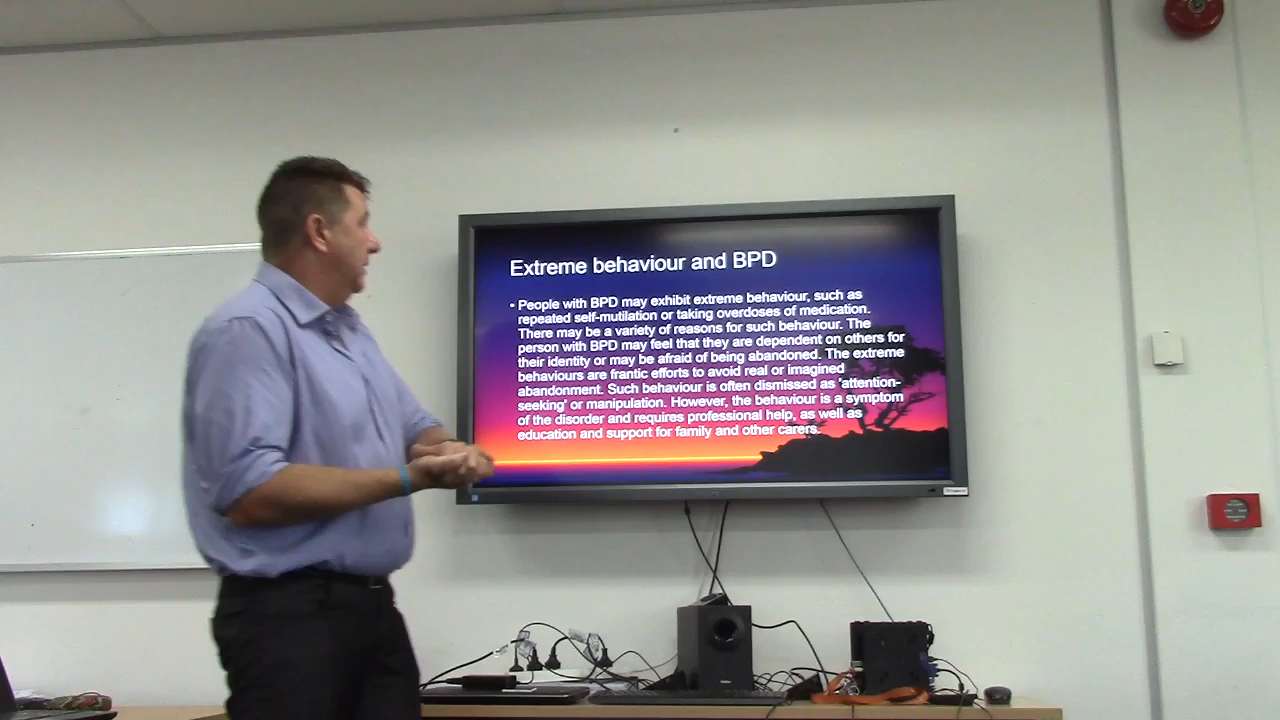 Extreme behaviour and BPD
• People with BPD may exhibit extreme behaviour, such as
repeated self-mutilation or taking overdoses of medication.
There may be a variety of reasons for such behaviour. The
person with BPD may feel that they are dependent on others for
their identity or may be afraid of being abandoned. The extreme
behaviours are frantic efforts to avoid real or imagined
abandonment. Such behaviour is often dismissed as 'attention-
seeking' or manipulation. However, the behaviour is a symptom
of the disorder and requires professional help, as well as
education and support for family and other carers.